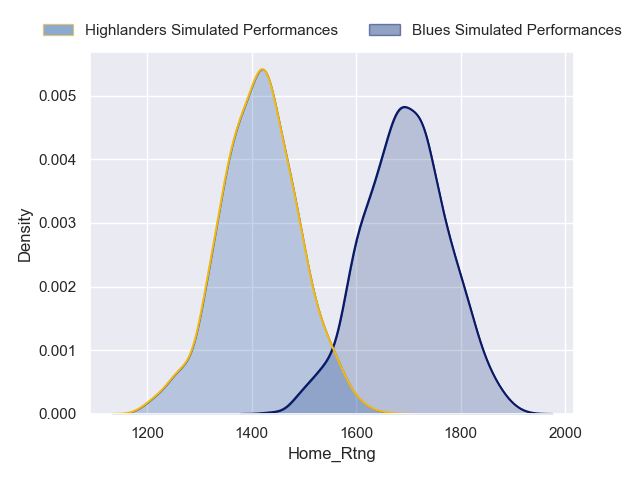 Highlanders Simulated Performances
Blues Simulated Performances
0.005
0.004
0.003
0.002
0.001
0.000
Density
1200
1400
1600
1800
2000
Home_Rtng